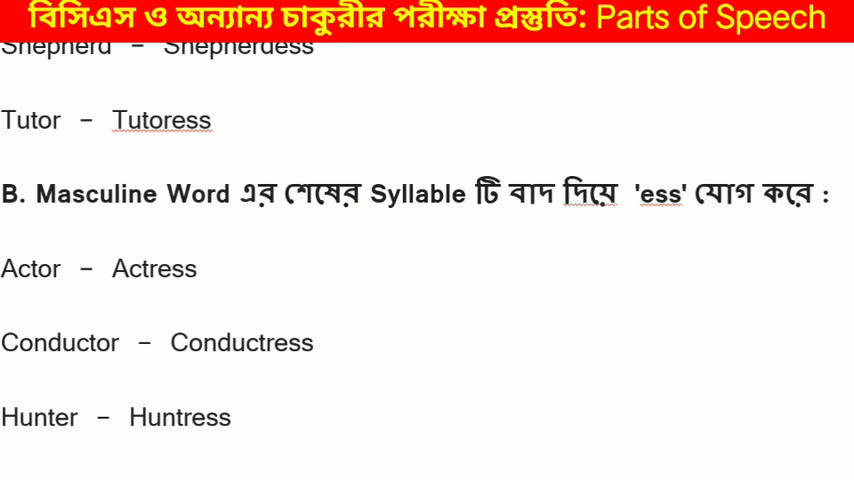 বিসিএস ও অন্যান্য চাকুরীর পরীক্ষা প্রস্তুতি: Parts of Speech
Shepherd – Shepherdess
Tutor – Tutoress
B. Masculine Word এর শেষের Syllable টি বাদ দিয়ে 'ess' যোগ করে :
Actor – Actress
Conductor – Conductress
Hunter – Huntress